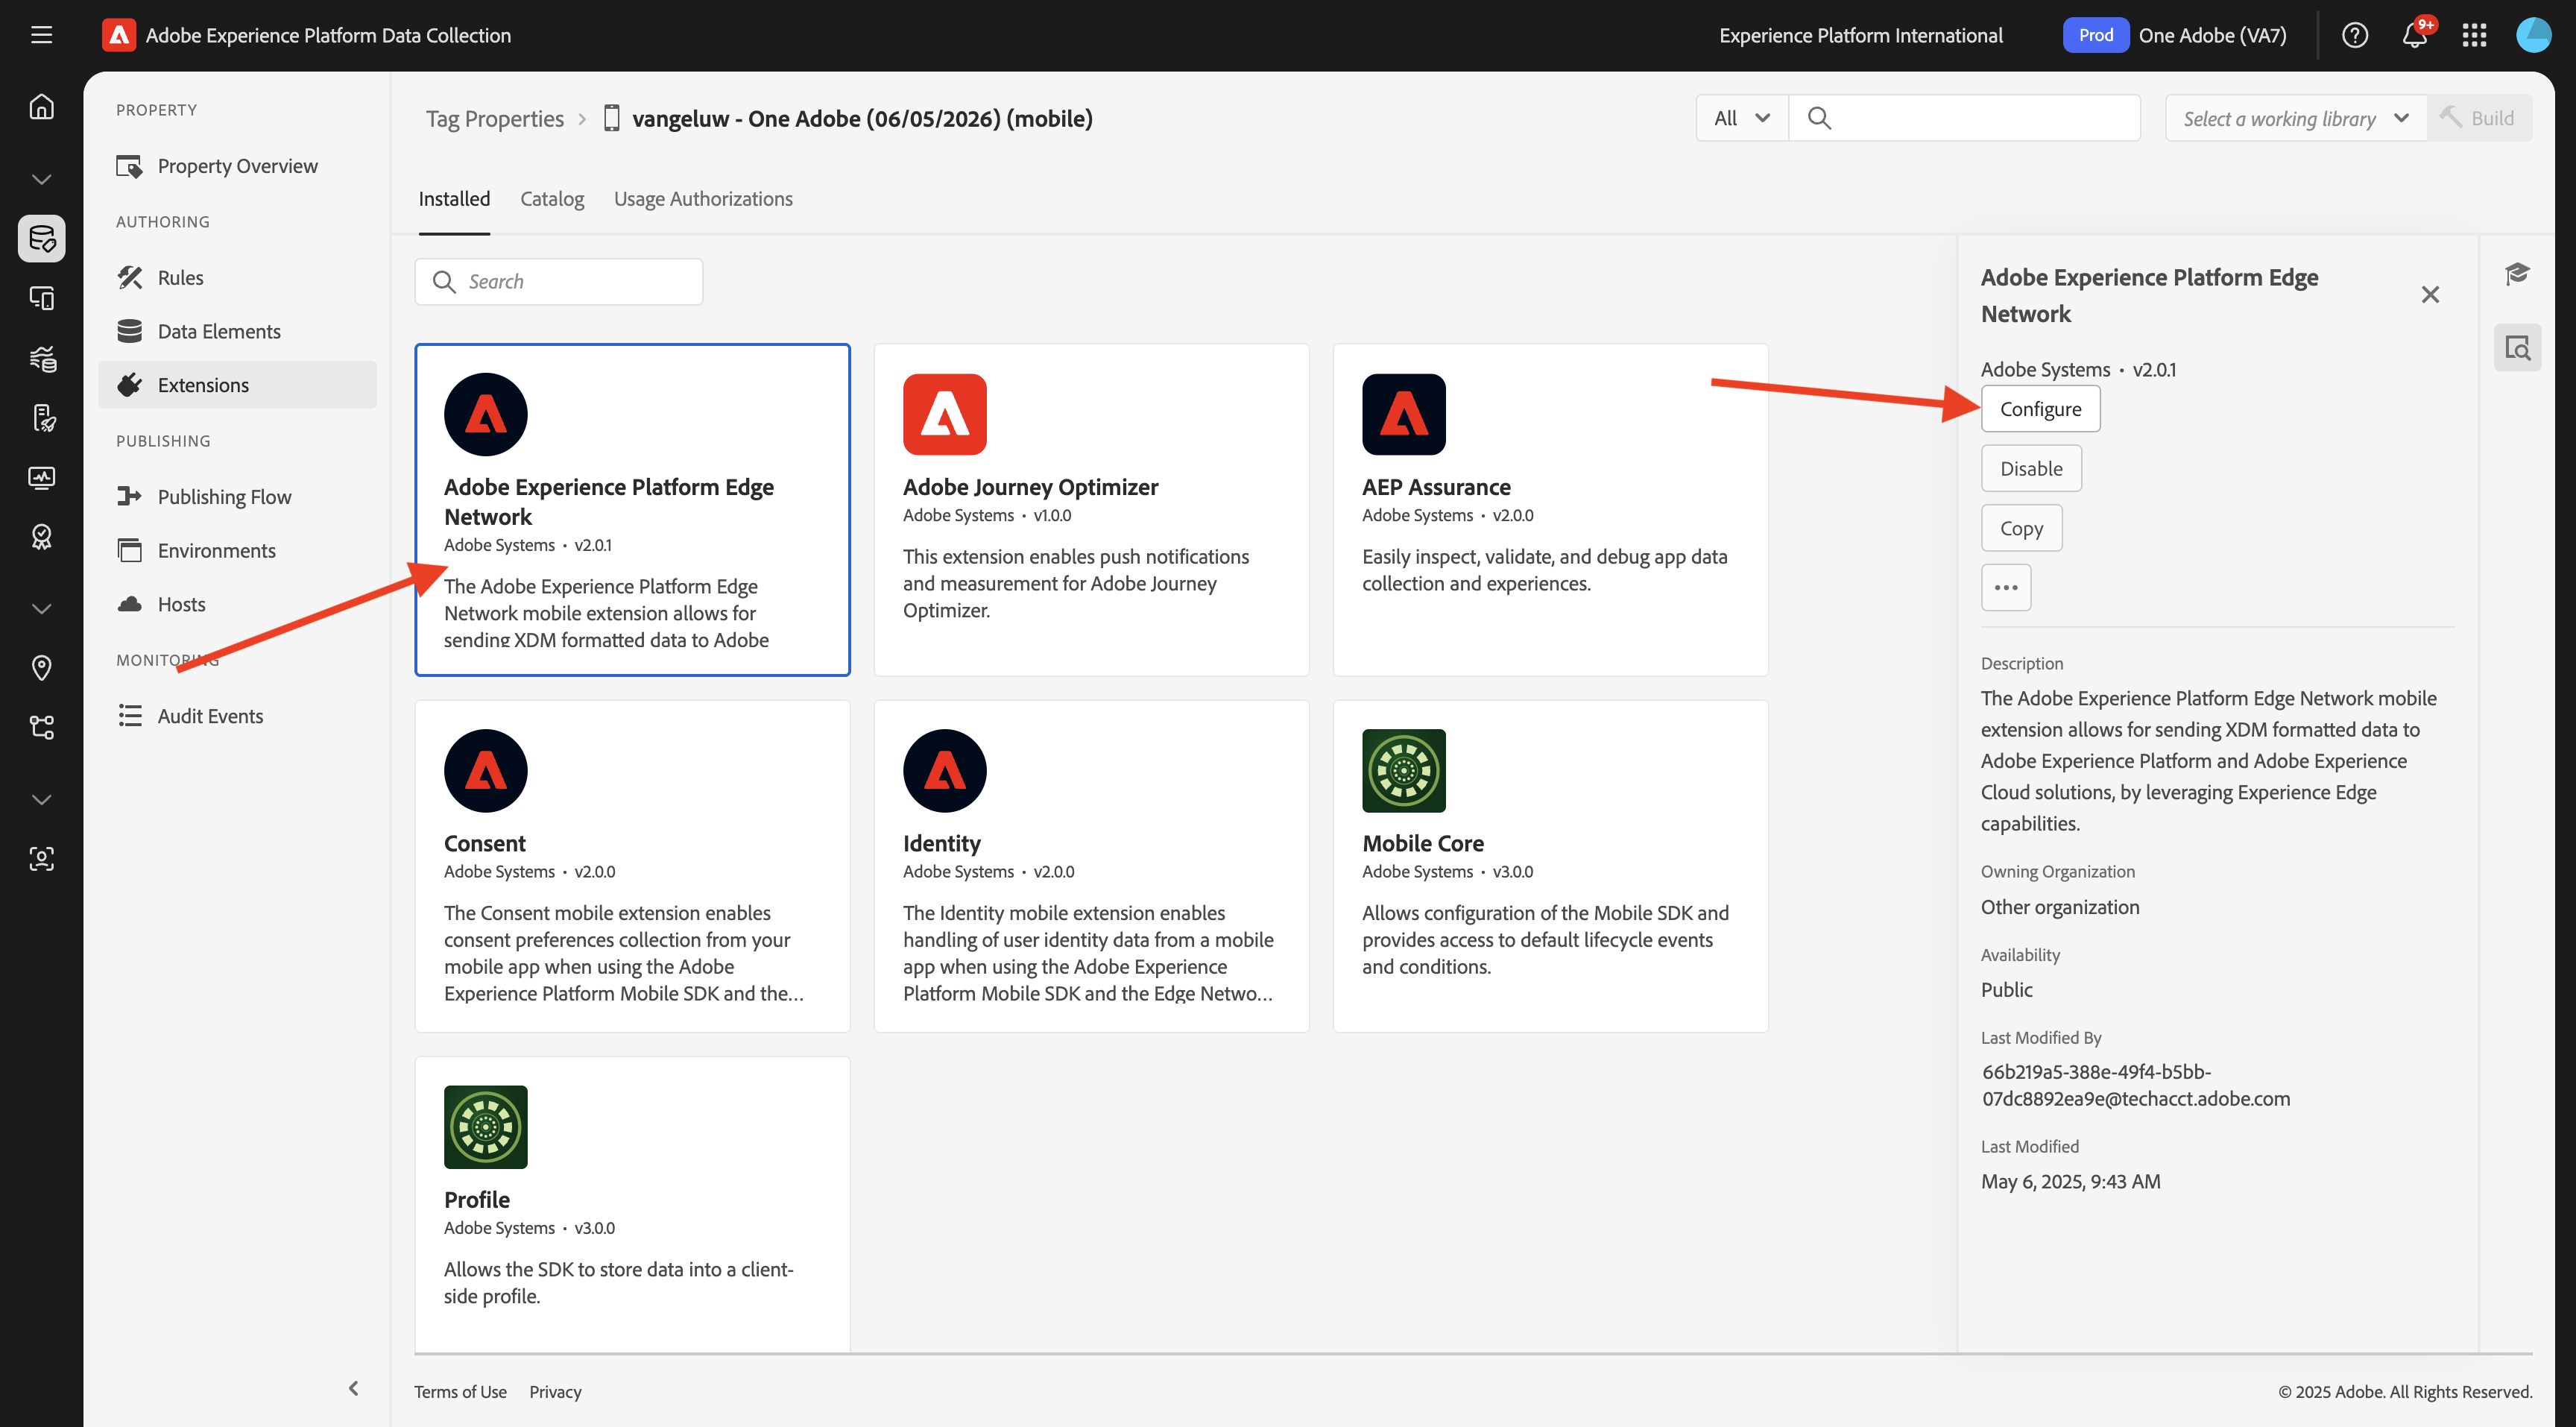 Adobe Experience Platform Data Collection
Experience Platform International
Prod
One Adobe (VA7)
9+
PROPERTY
Property Overview
AUTHORING
Rules
Data Elements
Extensions
PUBLISHING
Publishing Flow
Environments
Hosts
MONITORING
Audit Events
Tag Properties
vangeluw - One Adobe (06/05/2026) (mobile)
All
Select a working library
Build
Installed
Catalog
Usage Authorizations
Search
Adobe Experience Platform Edge
Network
Adobe Systems • v2.0.1
The Adobe Experience Platform Edge
Network mobile extension allows for
sending XDM formatted data to Adobe
Adobe Journey Optimizer
Adobe Systems • v1.0.0
This extension enables push notifications
and measurement for Adobe Journey
Optimizer.
AEP Assurance
Adobe Systems • v2.0.0
Easily inspect, validate, and debug app data
collection and experiences.
Consent
Adobe Systems • v2.0.0
The Consent mobile extension enables
consent preferences collection from your
mobile app when using the Adobe
Experience Platform Mobile SDK and the...
Identity
Adobe Systems • v2.0.0
The Identity mobile extension enables
handling of user identity data from a mobile
app when using the Adobe Experience
Platform Mobile SDK and the Edge Netwo...
Mobile Core
Adobe Systems • v3.0.0
Allows configuration of the Mobile SDK and
provides access to default lifecycle events
and conditions.
Profile
Adobe Systems • v3.0.0
Allows the SDK to store data into a client-
side profile.
Adobe Experience Platform Edge
Network
Adobe Systems • v2.0.1
Configure
Disable
Copy
Description
The Adobe Experience Platform Edge Network mobile
extension allows for sending XDM formatted data to
Adobe Experience Platform and Adobe Experience
Cloud solutions, by leveraging Experience Edge
capabilities.
Owning Organization
Other organization
Availability
Public
Last Modified By
66b219a5-388e-49f4-b5bb-
07dc8892ea9e@techacct.adobe.com
Last Modified
May 6, 2025, 9:43 AM
Terms of Use
Privacy
© 2025 Adobe. All Rights Reserved.